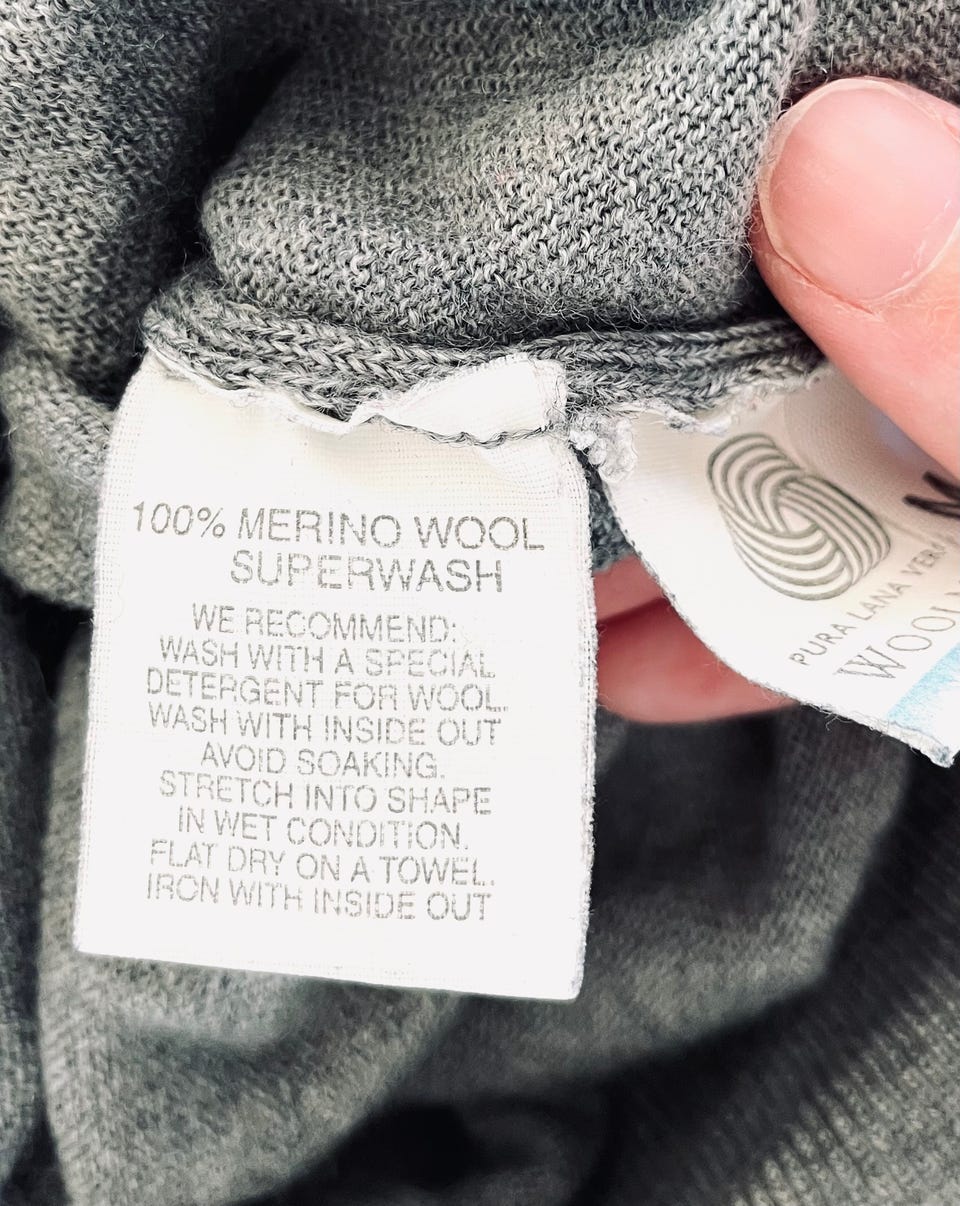 100% MERINO WOOL
SUPERWASH
WE RECOMMEND:
WASH WITH A SPECIAL
DETERGENT FOR WOOL.
WASH WITH INSIDE OUT
AVOID SOAKING.
STRETCH INTO SHAPE
IN WET CONDITION.
FLAT DRY ON A TOWEL.
IRON WITH INSIDE OUT
PURA LANA